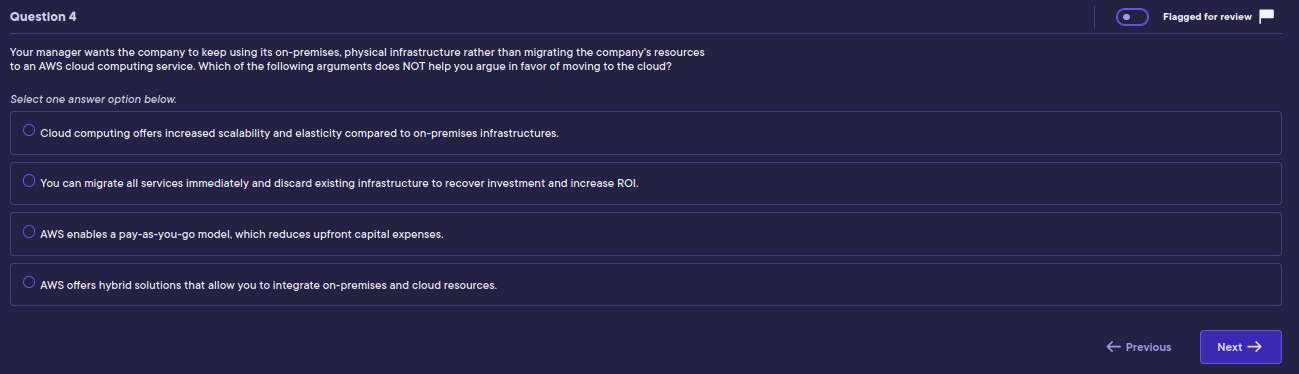 Question 4
Flagged for review
Your manager wants the company to keep using its on-premises, physical infrastructure rather than migrating the company's resources
to an AWS cloud computing service. Which of the following arguments does NOT help you argue in favor of moving to the cloud?
Select one answer option below.
Cloud computing offers increased scalability and elasticity compared to on-premises infrastructures.
You can migrate all services immediately and discard existing infrastructure to recover investment and increase ROI.
AWS enables a pay-as-you-go model, which reduces upfront capital expenses.
AWS offers hybrid solutions that allow you to integrate on-premises and cloud resources.
Previous
Next